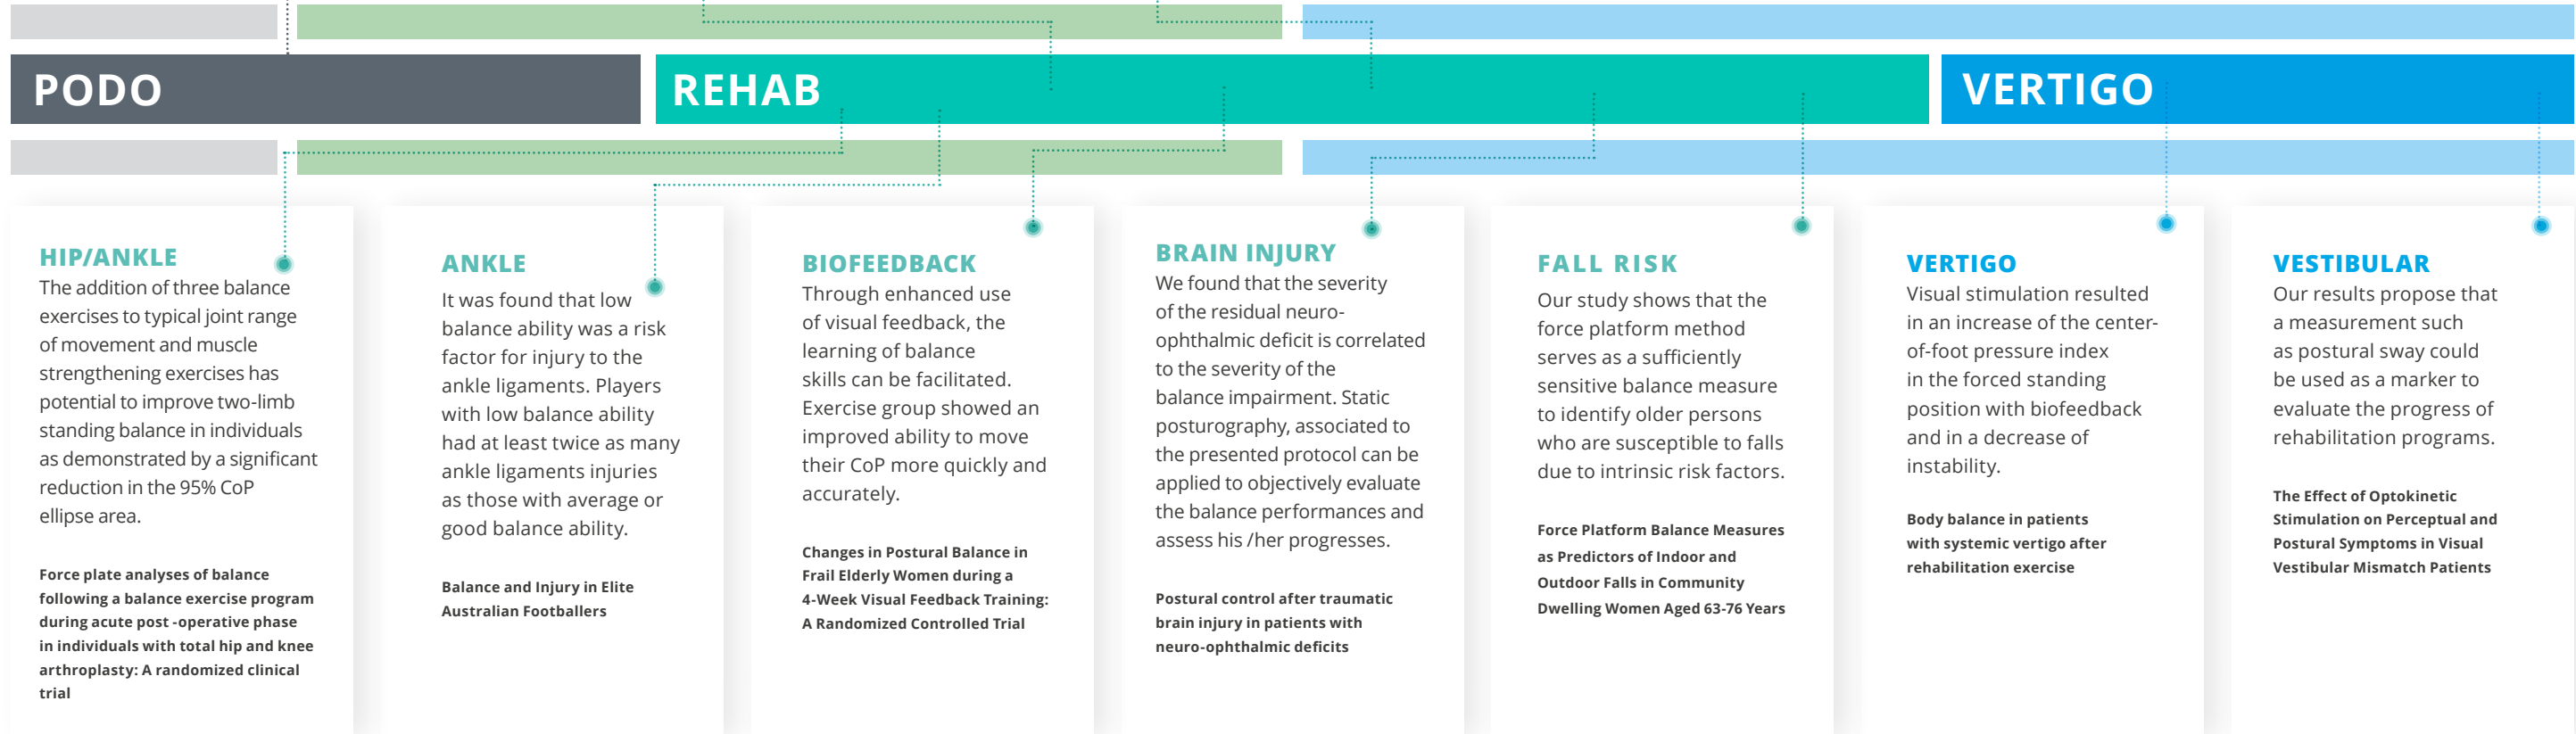 PODO
REHAB
VERTIGO
HIP/ANKLE
The addition of three balance
exercises to typical joint range
of movement and muscle
strengthening exercises has
potential to improve two-limb
standing balance in individuals
as demonstrated by a significant
reduction in the 95% CoP
ellipse area.
Force plate analyses of balance
following a balance exercise program
during acute post -operative phase
in individuals with total hip and knee
arthroplasty: A randomized clinical
trial
ANKLE
It was found that low
balance ability was a risk
factor for injury to the
ankle ligaments. Players
with low balance ability
had at least twice as many
ankle ligaments injuries
as those with average or
good balance ability.
Balance and Injury in Elite
Australian Footballers
BIOFEEDBACK
Through enhanced use
of visual feedback, the
learning of balance
skills can be facilitated.
Exercise group showed an
improved ability to move
their CoP more quickly and
accurately.
Changes in Postural Balance in
Frail Elderly Women during a
4-Week Visual Feedback Training:
A Randomized Controlled Trial
BRAIN INJURY
We found that the severity
of the residual neuro-
ophthalmic deficit is correlated
to the severity of the
balance impairment. Static
posturography, associated to
the presented protocol can be
applied to objectively evaluate
the balance performances and
assess his /her progresses.
Postural control after traumatic
brain injury in patients with
neuro-ophthalmic deficits
FALL RISK
Our study shows that the
force platform method
serves as a sufficiently
sensitive balance measure
to identify older persons
who are susceptible to falls
due to intrinsic risk factors.
Force Platform Balance Measures
as Predictors of Indoor and
Outdoor Falls in Community
Dwelling Women Aged 63-76 Years
VERTIGO
Visual stimulation resulted
in an increase of the center-
of-foot pressure index
in the forced standing
position with biofeedback
and in a decrease of
instability.
Body balance in patients
with systemic vertigo after
rehabilitation exercise
VESTIBULAR
Our results propose that
a measurement such
as postural sway could
be used as a marker to
evaluate the progress of
rehabilitation programs.
The Effect of Optokinetic
Stimulation on Perceptual and
Postural Symptoms in Visual
Vestibular Mismatch Patients